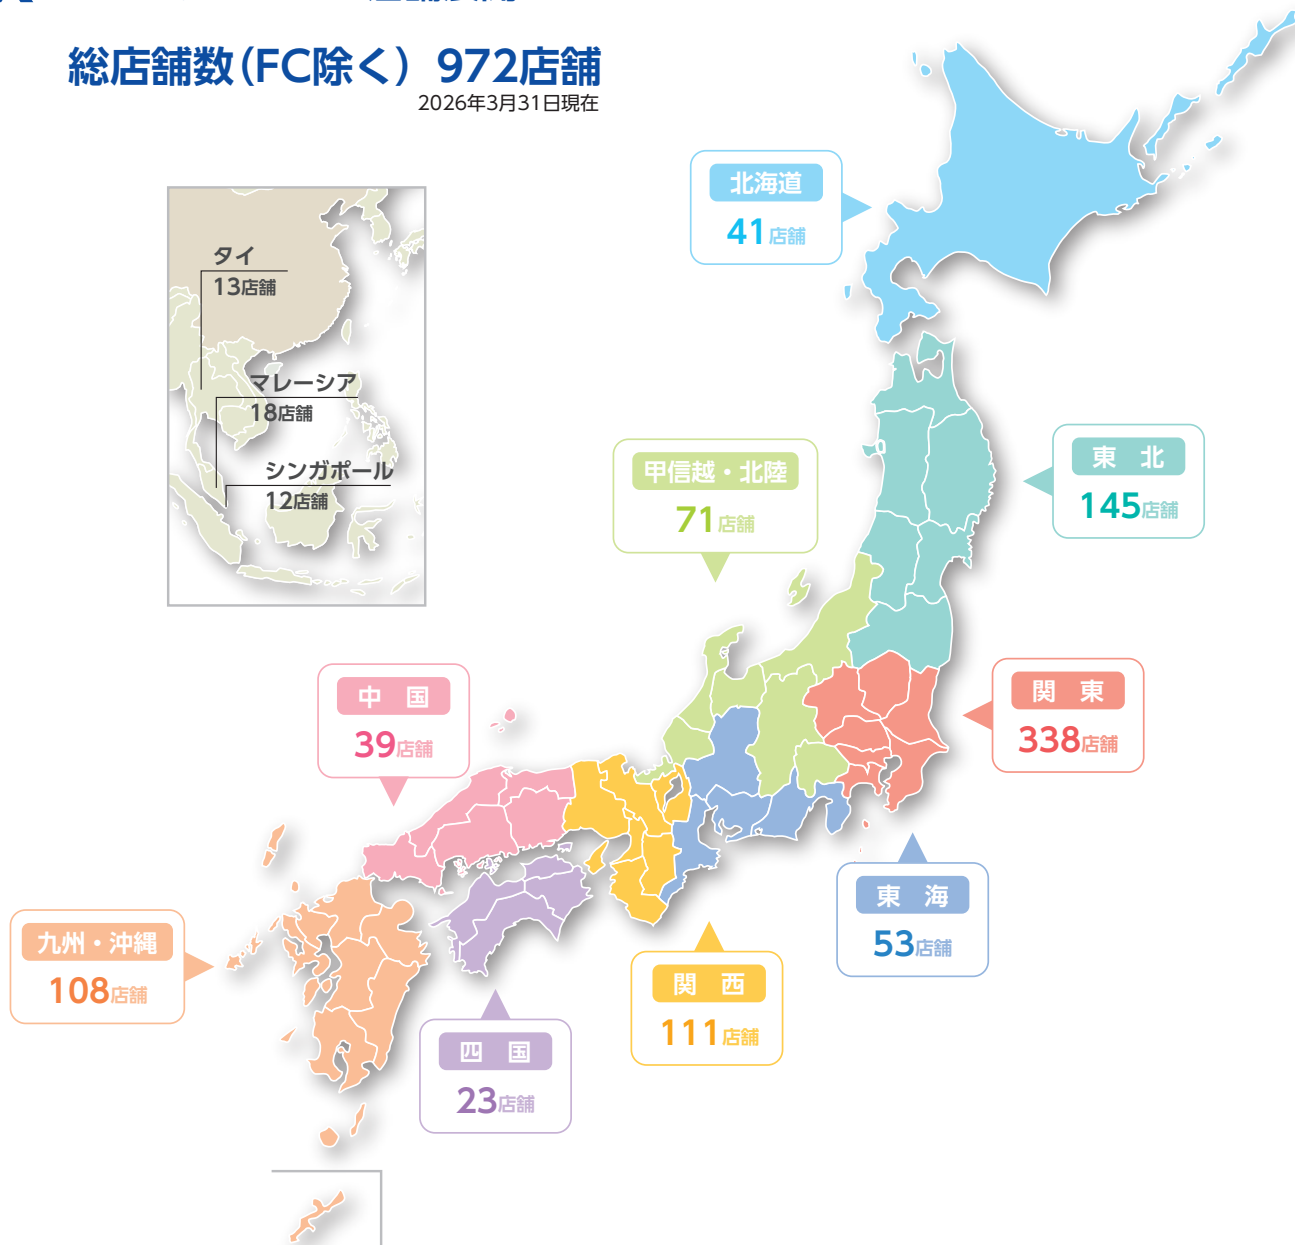 総店舗数(FC除く) 972店舗
2026年3月31日現在
北海道
41店舗
タイ
13店舗
マレーシア
18店舗
シンガポール
12店舗
甲信越・北陸
71店舗
東北
145店舗
中国
39店舗
関東
338店舗
東海
53店舗
九州・沖縄
108店舗
関西
111店舗
四国
23店舗